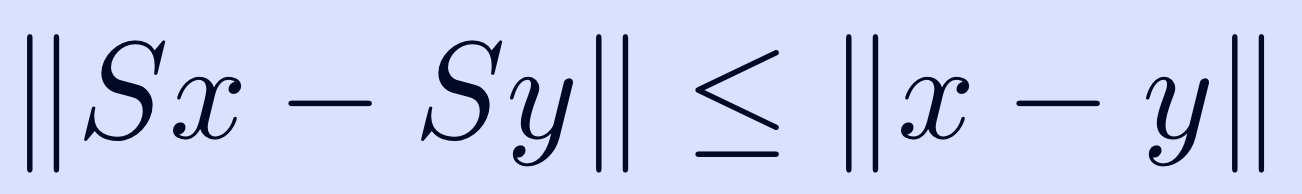 ‖Sx − Sy‖ ≤ ‖x − y‖